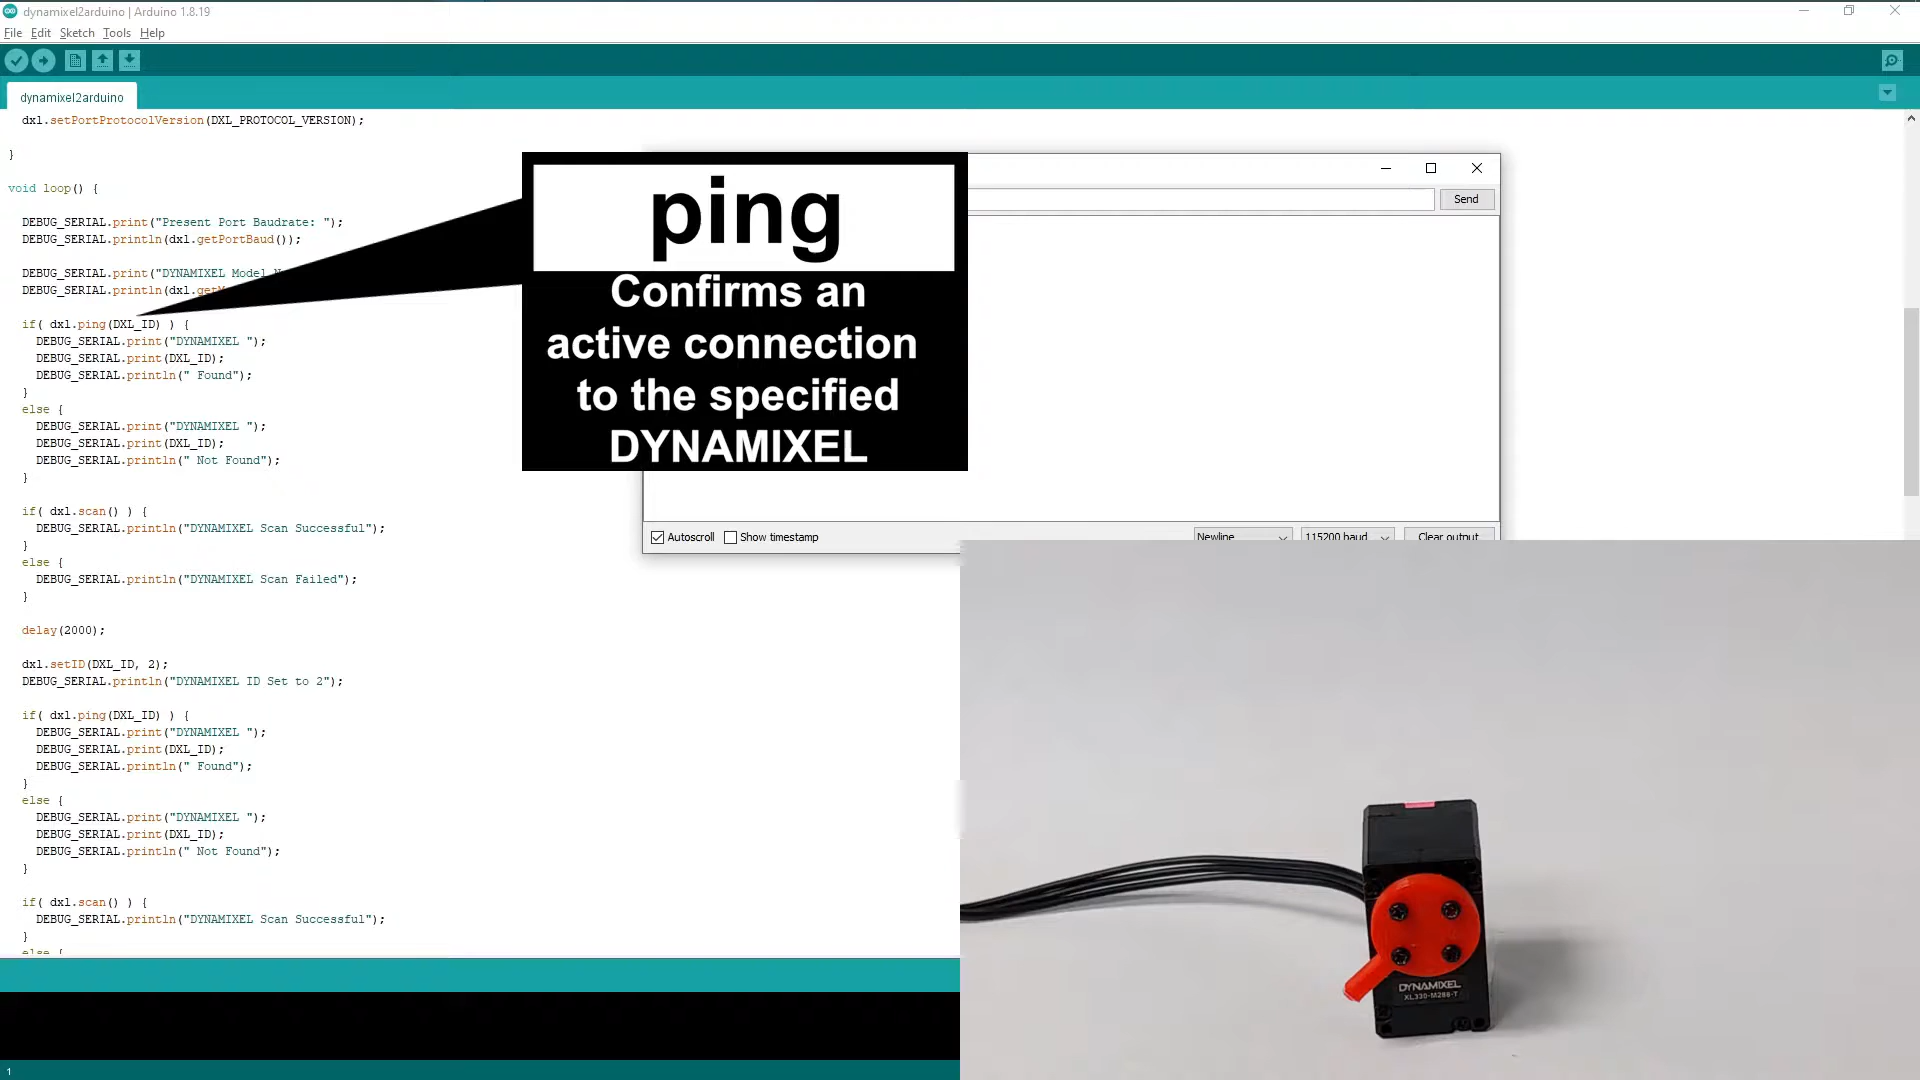 dynamixel2arduino | Arduino 1.8.19
File Edit Sketch Tools Help
dynamixel2arduino
dxl.setPortProtocolVersion(DXL_PROTOCOL_VERSION);
}
void loop() {
DEBUG_SERIAL.print("Present Port Baudrate: ");
DEBUG_SERIAL.println(dxl.getPortBaud());
DEBUG_SERIAL.print("DYNAMIXEL Model
DEBUG_SERIAL.println(dxl.
if( dxl.ping(DXL_ID) ) {
DEBUG_SERIAL.print("DYNAMIXEL ");
DEBUG_SERIAL.print(DXL_ID);
DEBUG_SERIAL.println(" Found");
}
else {
DEBUG_SERIAL.print("DYNAMIXEL ");
DEBUG_SERIAL.print(DXL_ID);
DEBUG_SERIAL.println(" Not Found");
}
if( dxl.scan() ) {
DEBUG_SERIAL.println("DYNAMIXEL Scan Successful");
}
else {
DEBUG_SERIAL.println("DYNAMIXEL Scan Failed");
}
delay(2000);
dxl.setID(DXL_ID, 2);
DEBUG_SERIAL.println("DYNAMIXEL ID Set to 2");
if( dxl.ping(DXL_ID) ) {
DEBUG_SERIAL.print("DYNAMIXEL ");
DEBUG_SERIAL.print(DXL_ID);
DEBUG_SERIAL.println(" Found");
}
else {
DEBUG_SERIAL.print("DYNAMIXEL ");
DEBUG_SERIAL.print(DXL_ID);
DEBUG_SERIAL.println(" Not Found");
}
if( dxl.scan() ) {
DEBUG_SERIAL.println("DYNAMIXEL Scan Successful");
}
else {
1
ping
Confirms an
active connection
to the specified
DYNAMIXEL
Send
Autoscroll Show timestamp Newline 115200 baud Clear output
DYNAMIXEL
XL330-M288-T